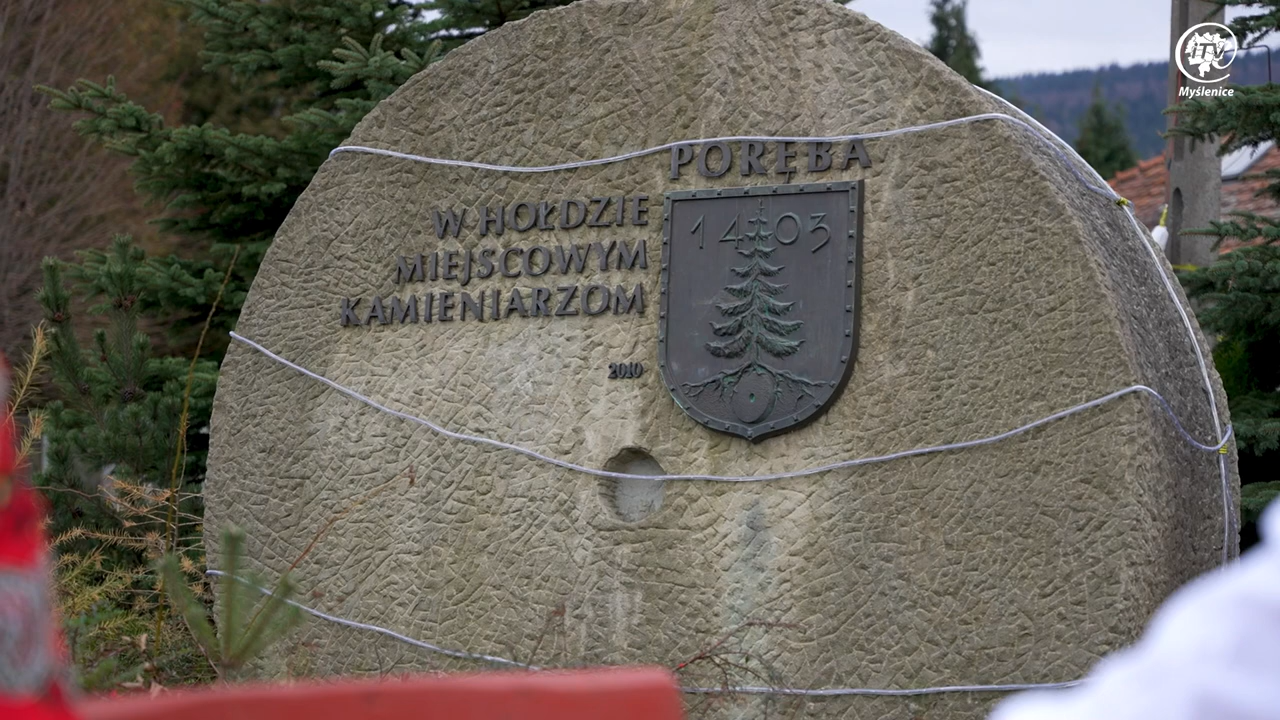 iTV
Myślenice
PORĘBA
W HOŁDZIE
MIEJSCOWYM
KAMIENIARZOM
1403
2010